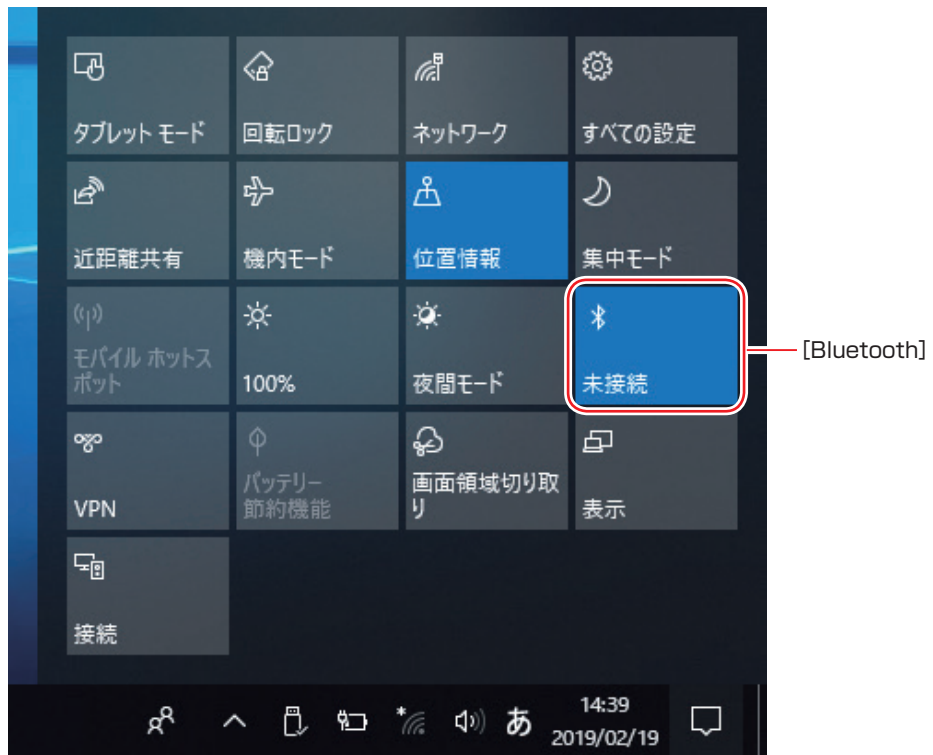 タブレット モード
回転ロック
ネットワーク
すべての設定
近距離共有
機内モード
位置情報
集中モード
モバイル ホットス
ポット
100%
夜間モード
未接続
[Bluetooth]
VPN
バッテリー
節約機能
画面領域切り取
り
表示
接続
あ
14:39
2019/02/19